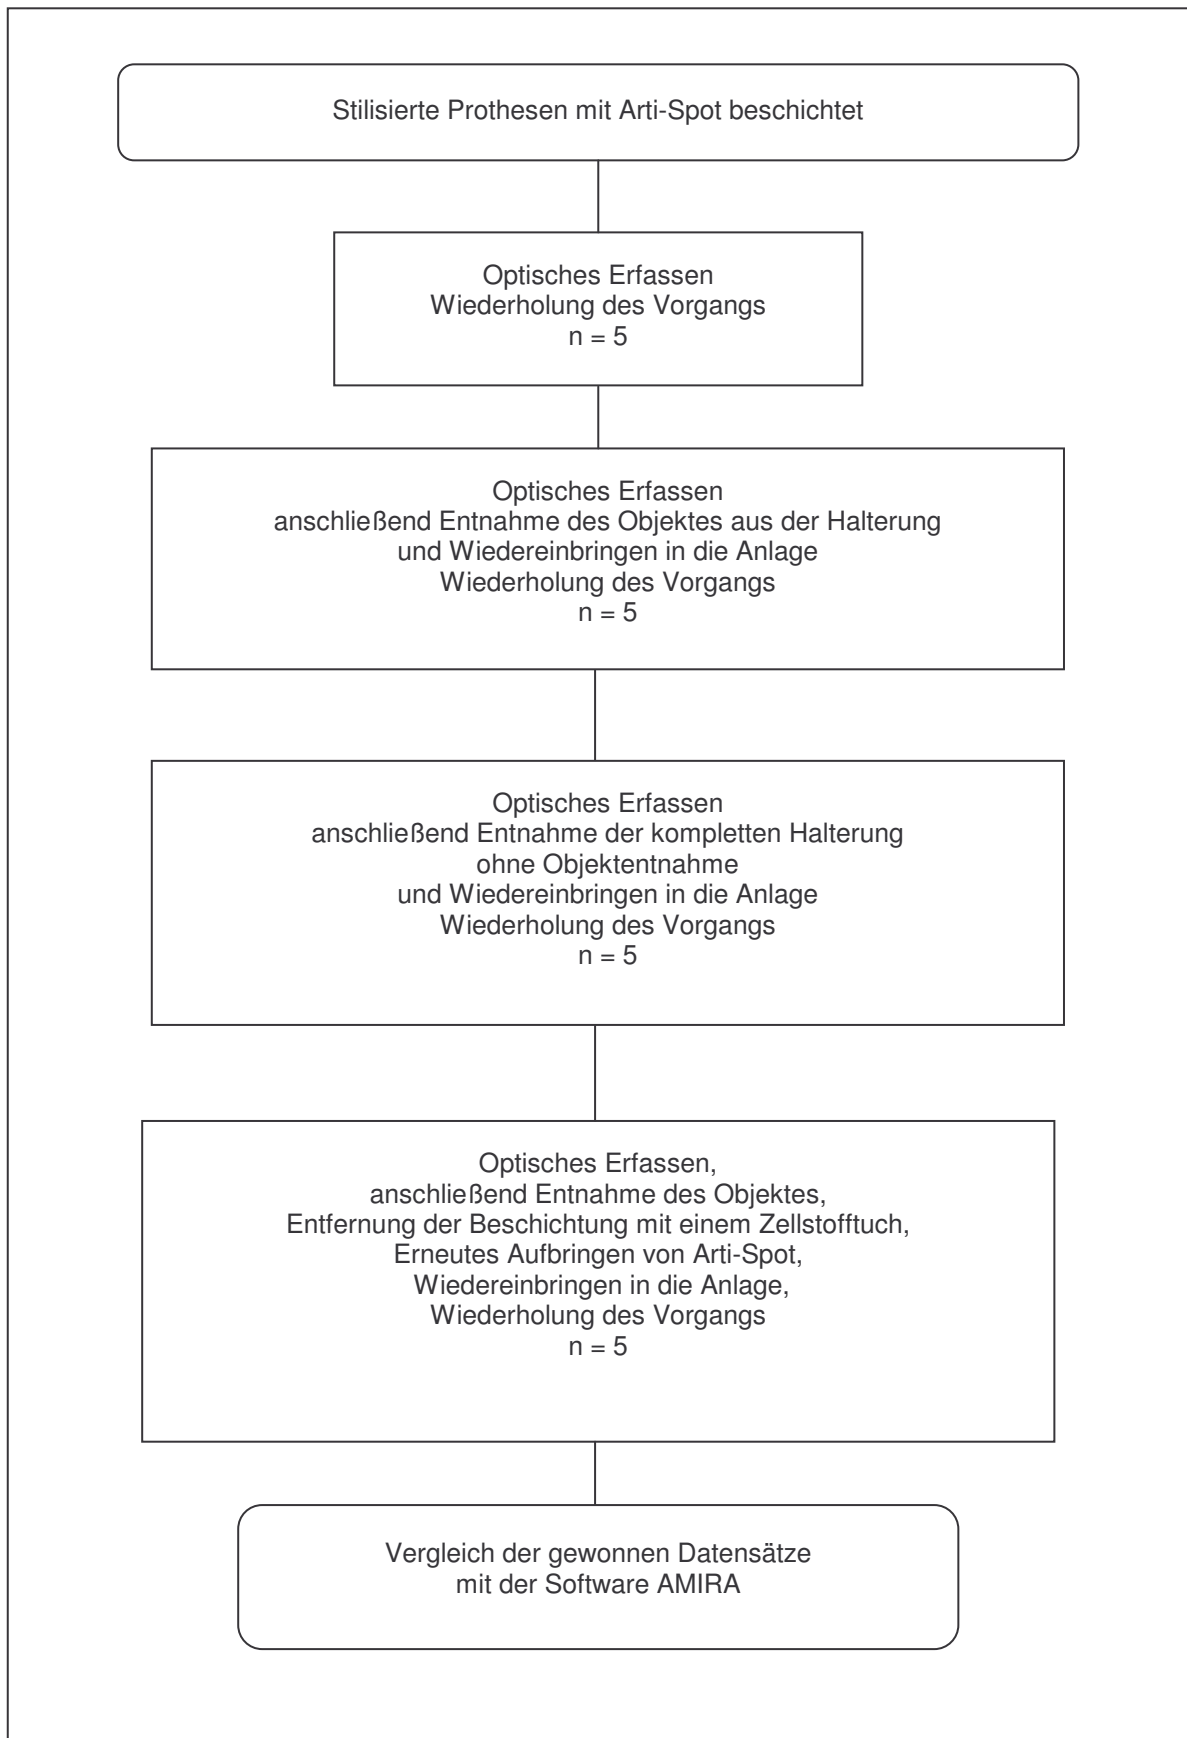 Stilisierte Prothesen mit Arti-Spot beschichtet
Optisches Erfassen
Wiederholung des Vorgangs
n = 5
Optisches Erfassen
anschließend Entnahme des Objektes aus der Halterung
und Wiedereinbringen in die Anlage
Wiederholung des Vorgangs
n = 5
Optisches Erfassen
anschließend Entnahme der kompletten Halterung
ohne Objektentnahme
und Wiedereinbringen in die Anlage
Wiederholung des Vorgangs
n = 5
Optisches Erfassen,
anschließend Entnahme des Objektes,
Entfernung der Beschichtung mit einem Zellstofftuch,
Erneutes Aufbringen von Arti-Spot,
Wiedereinbringen in die Anlage,
Wiederholung des Vorgangs
n = 5
Vergleich der gewonnen Datensätze
mit der Software AMIRA